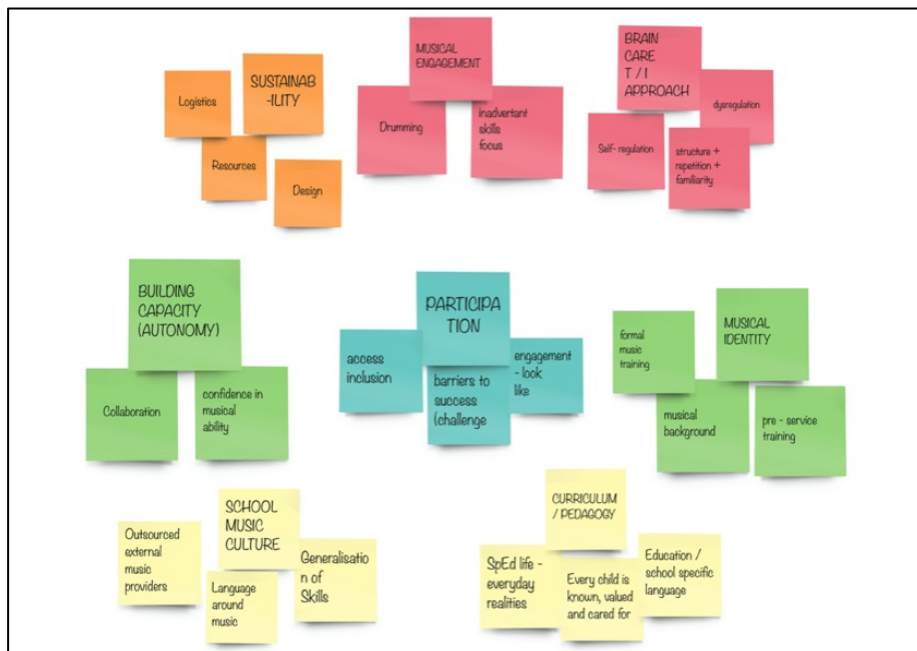 SUSTAINAB
-ILITY
Logistics
Resources
Design
MUSICAL
ENGAGEMENT
Drumming
inadvertant
skills
focus
BRAIN
CARE
T / I
APPROACH
dysregulation
Self- regulation
structure +
repetition +
familiarity
BUILDING
CAPACITY
(AUTONOMY)
Collaboration
confidence in
musical
ability
PARTICIPA
TION
access
inclusion
barriers to
success
(challenge
engagement
- look
like
MUSICAL
IDENTITY
formal
music
training
musical
background
pre - service
training
SCHOOL
MUSIC
CULTURE
Outsourced
external
music
providers
Language
around
music
Generalisatio
n of
Skills
CURRICULUM
/ PEDAGOGY
SpEd life -
everyday
realities
Every child is
known, valued
and cared for
Education /
school specific
language